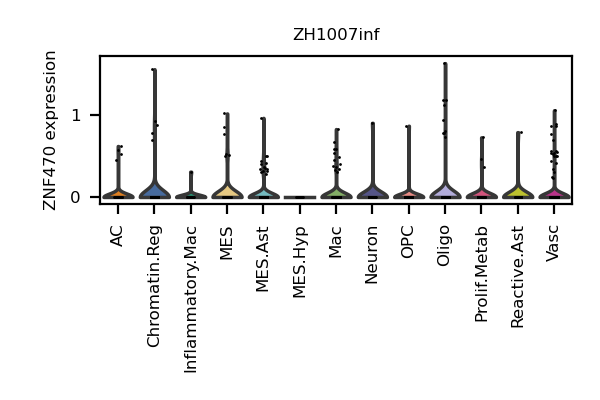 ZH1007inf
ZNF470 expression
1
0
AC
Chromatin.Reg
Inflammatory.Mac
MES
MES.Ast
MES.Hyp
Mac
Neuron
OPC
Oligo
Prolif.Metab
Reactive.Ast
Vasc